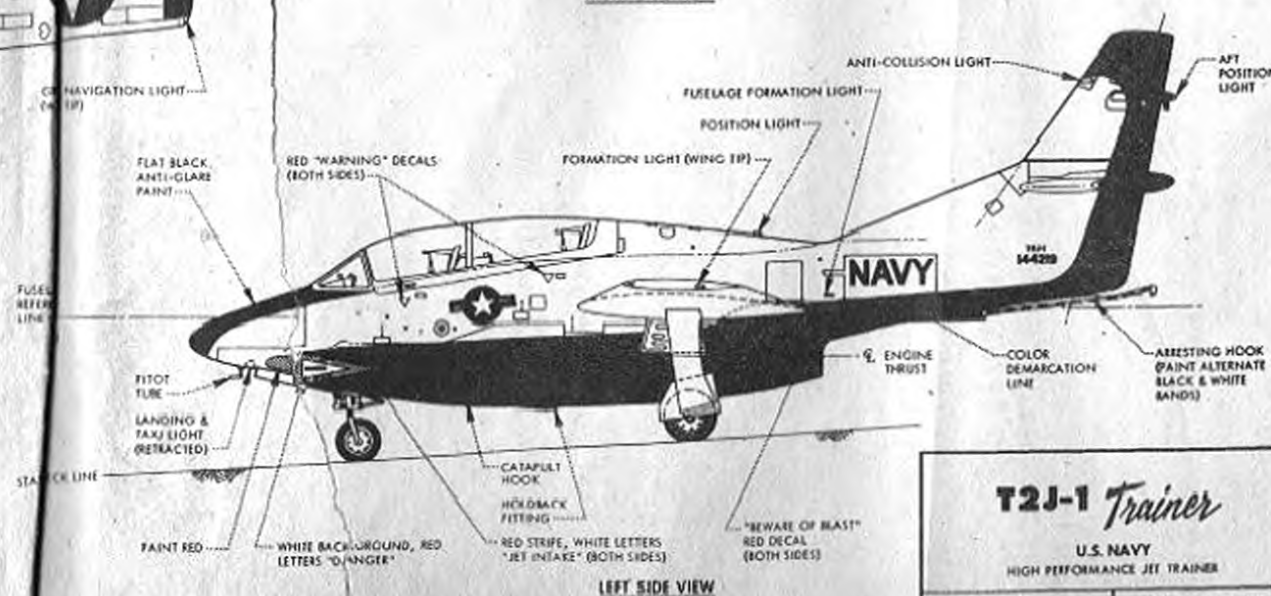 ANTI-COLLISION LIGHT
AFT
POSITION
LIGHT
NAVIGATION LIGHT
FUSELAGE FORMATION LIGHT
POSITION LIGHT
FORMATION LIGHT (WING TIP)
FLAT BLACK,
ANTI-GLARE
PAINT
RED "WARNING" DECALS
(BOTH SIDES)
144219
NAVY
FUSEL
REFER
LINE
ENGINE
THRUST
COLOR
DEMARCATION
LINE
ARRESTING HOOK
(PAINT ALTERNATE
BLACK & WHITE
BANDS)
PITOT
TUBE
LANDING &
TAXI LIGHT
(RETRACTED)
LINE
CATAPULT
HOOK
HOLDBACK
FITTING
PAINT RED
WHITE BACKGROUND, RED
LETTERS "DANGER"
RED STRIPE, WHITE LETTERS
"JET INTAKE" (BOTH SIDES)
"BEWARE OF BLAST"
RED DECAL
(BOTH SIDES)
LEFT SIDE VIEW
T2J-1 Trainer
U.S. NAVY
HIGH PERFORMANCE JET TRAINER